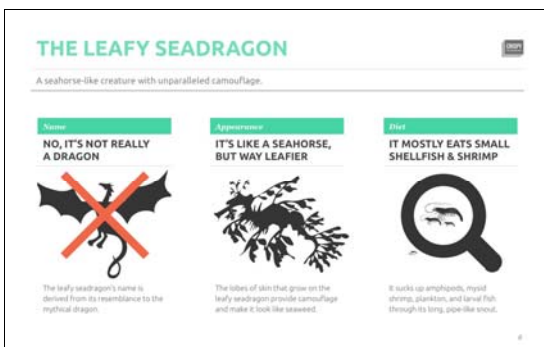 THE LEAFY SEADRAGON
CRISPY
A seahorse-like creature with unparalleled camouflage.
Name
NO, IT'S NOT REALLY
A DRAGON
The leafy seadragon's name is
derived from its resemblance to the
mythical dragon.
Appearance
IT'S LIKE A SEAHORSE,
BUT WAY LEAFIER
The lobes of skin that grow on the
leafy seadragon provide camouflage
and make it look like seaweed.
Diet
IT MOSTLY EATS SMALL
SHELLFISH & SHRIMP
It sucks up amphipods, mysid
shrimp, plankton, and larval fish
through its long, pipe-like snout.